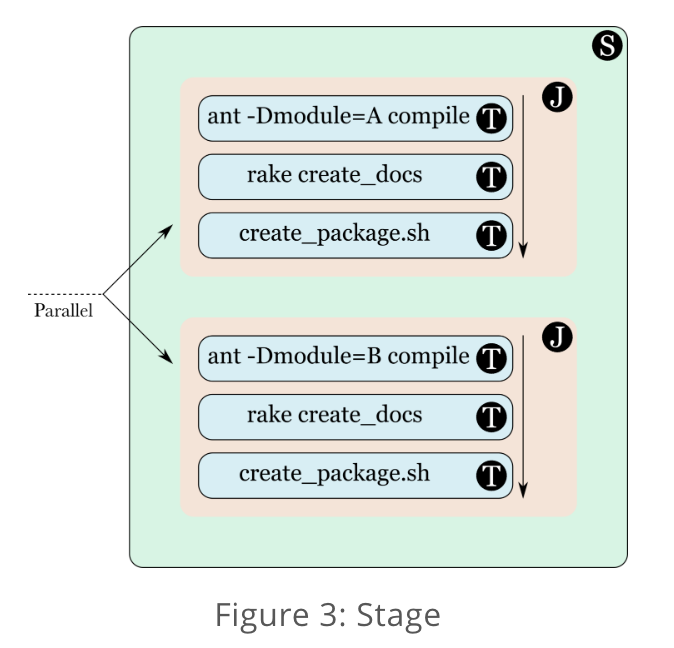 S
J
ant -Dmodule=A compile T
rake create_docs T
create_package.sh T
Parallel
J
ant -Dmodule=B compile T
rake create_docs T
create_package.sh T
Figure 3: Stage